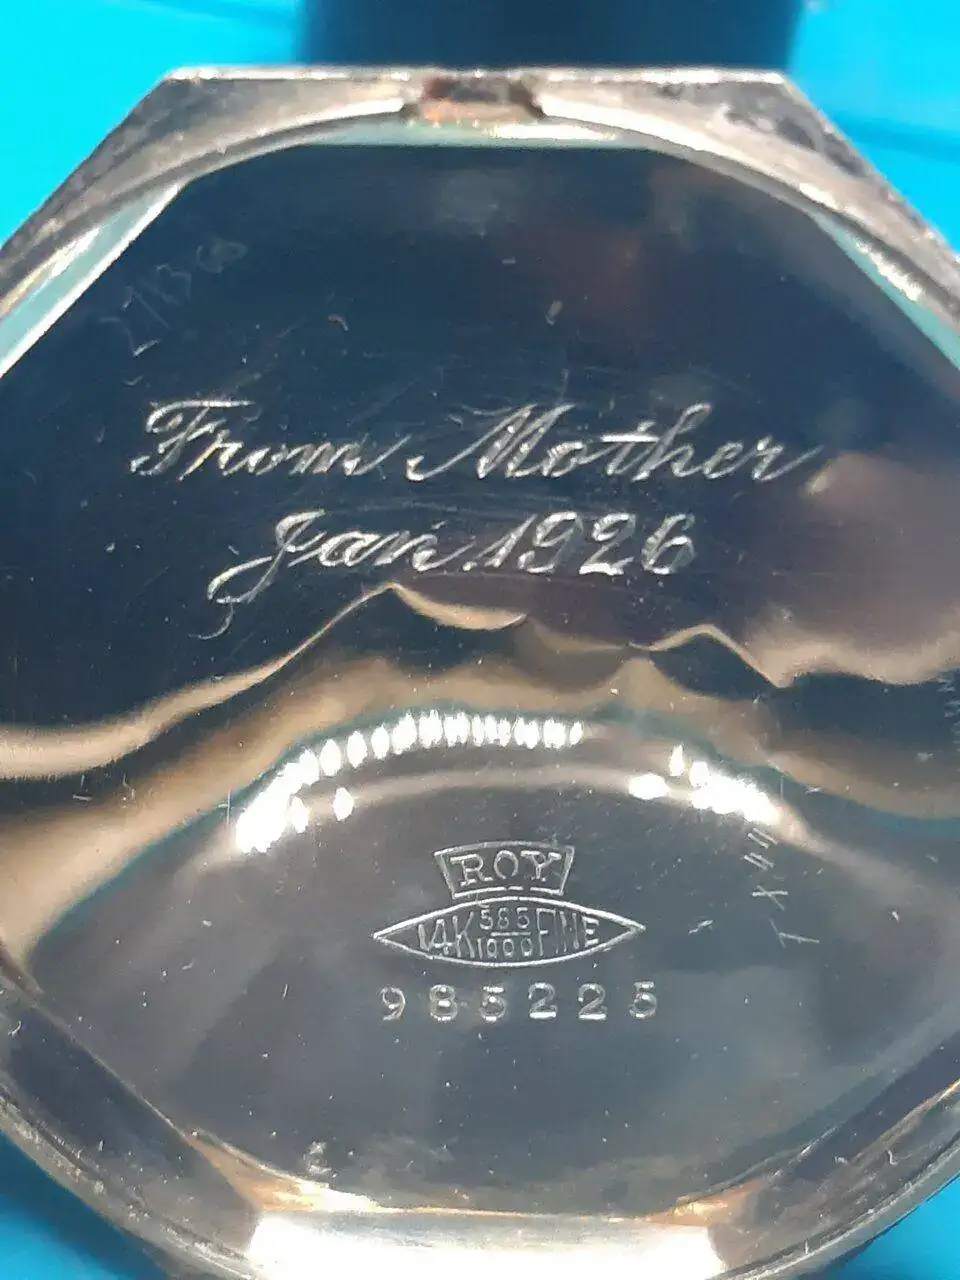 From Mother
Jan. 1926
ROY
14K 585/1000 FINE
985225